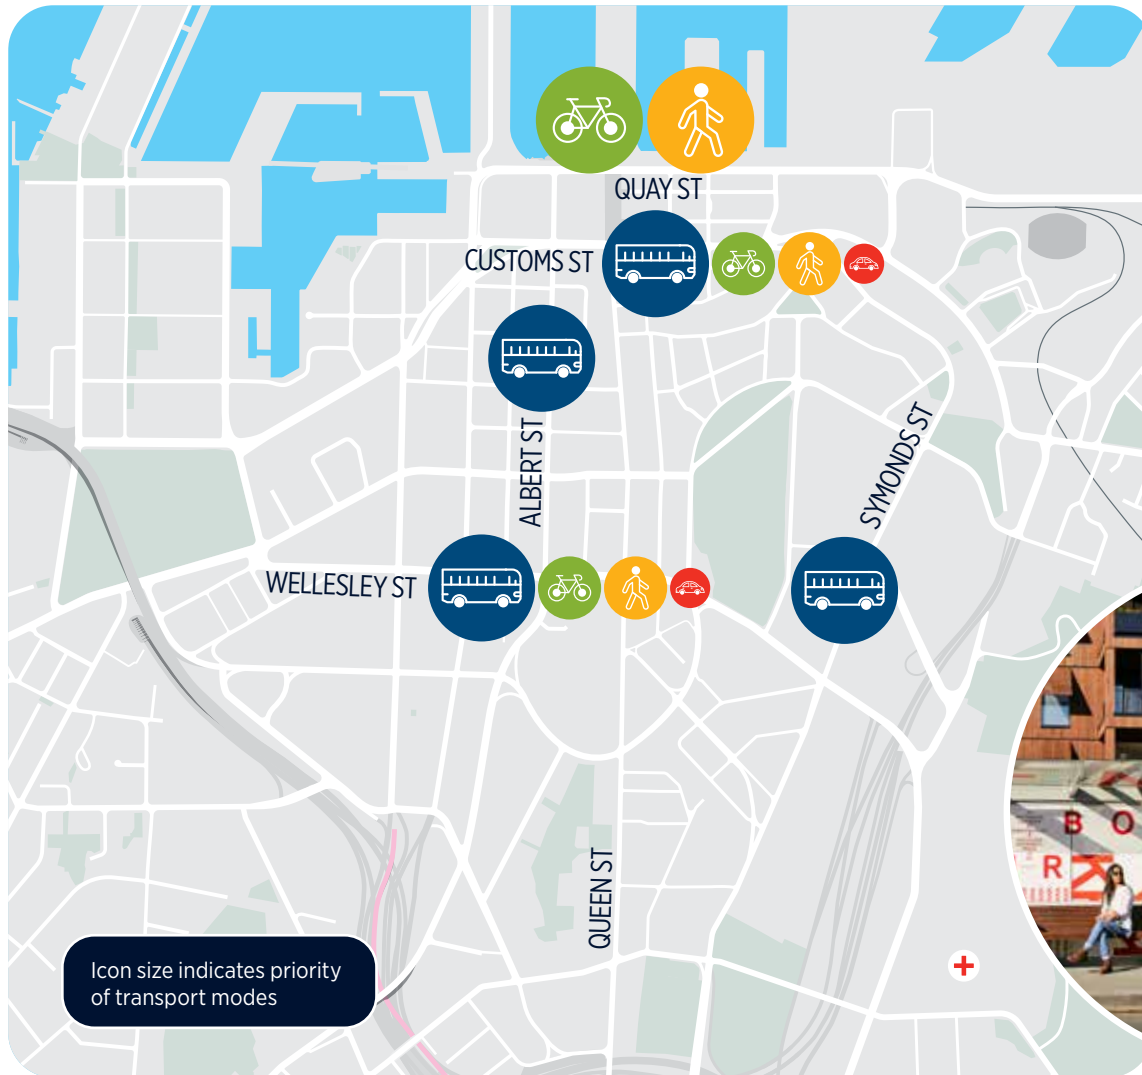 QUAY ST
CUSTOMS ST
ALBERT ST
SYMONDS ST
WELLESLEY ST
QUEEN ST
B O
R K
Icon size indicates priority
of transport modes